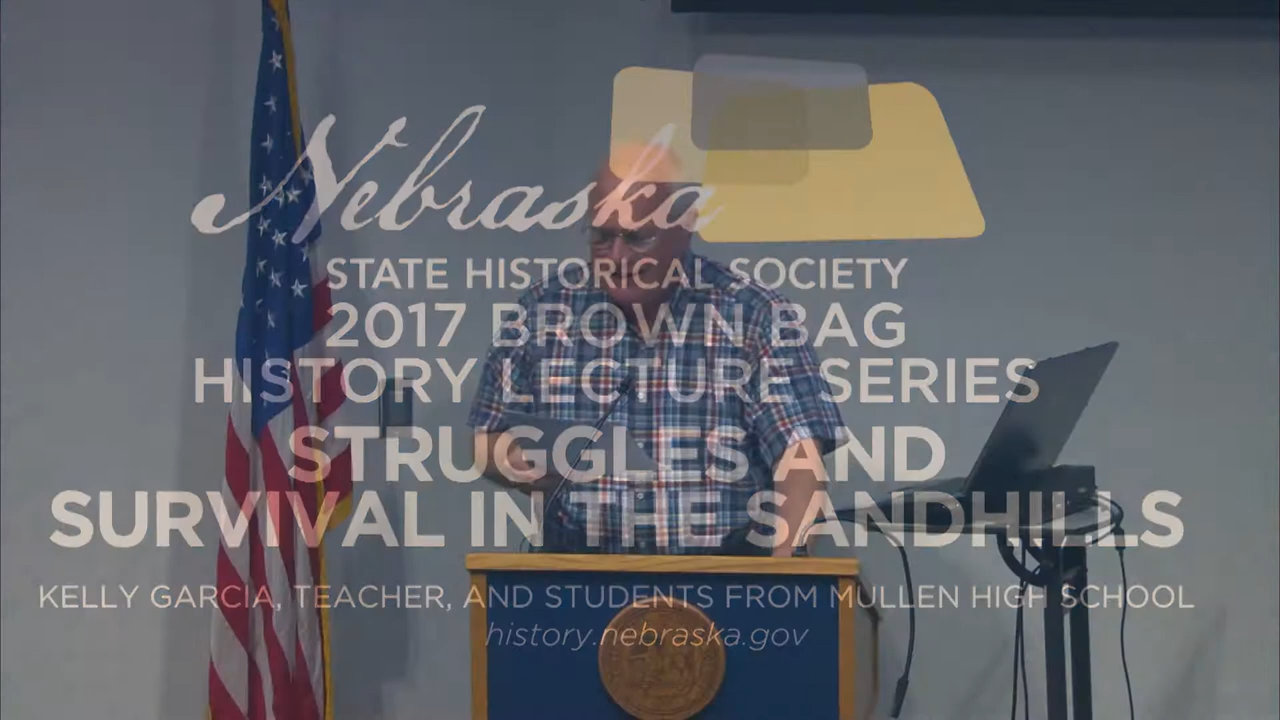 Nebraska
STATE HISTORICAL SOCIETY
2017 BROWN BAG
HISTORY LECTURE SERIES
STRUGGLES AND
SURVIVAL IN THE SANDHILLS
KELLY GARCIA, TEACHER, AND STUDENTS FROM MULLEN HIGH SCHOOL
history.nebraska.gov